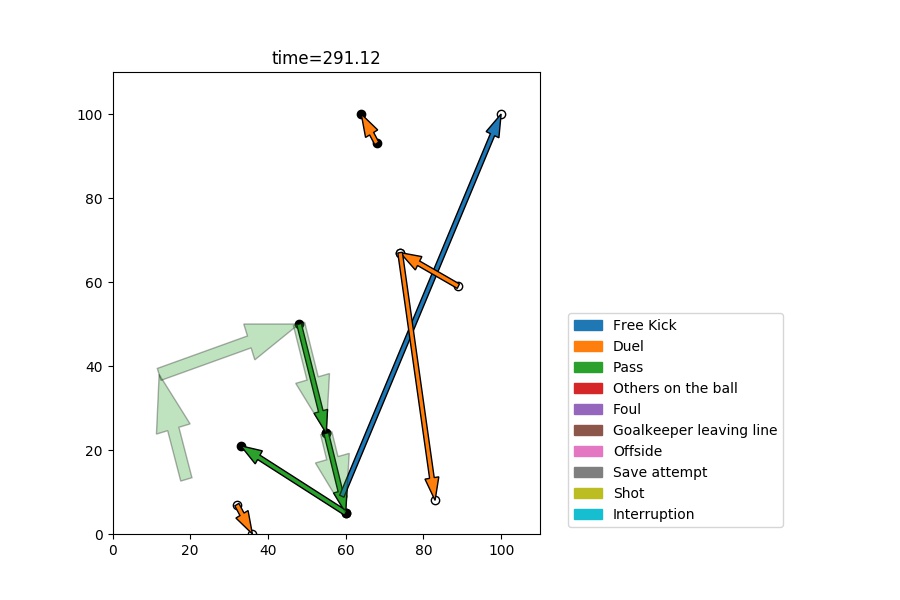 time=291.12
100
80
60
40
20
0
0 20 40 60 80 100
Free Kick
Duel
Pass
Others on the ball
Foul
Goalkeeper leaving line
Offside
Save attempt
Shot
Interruption